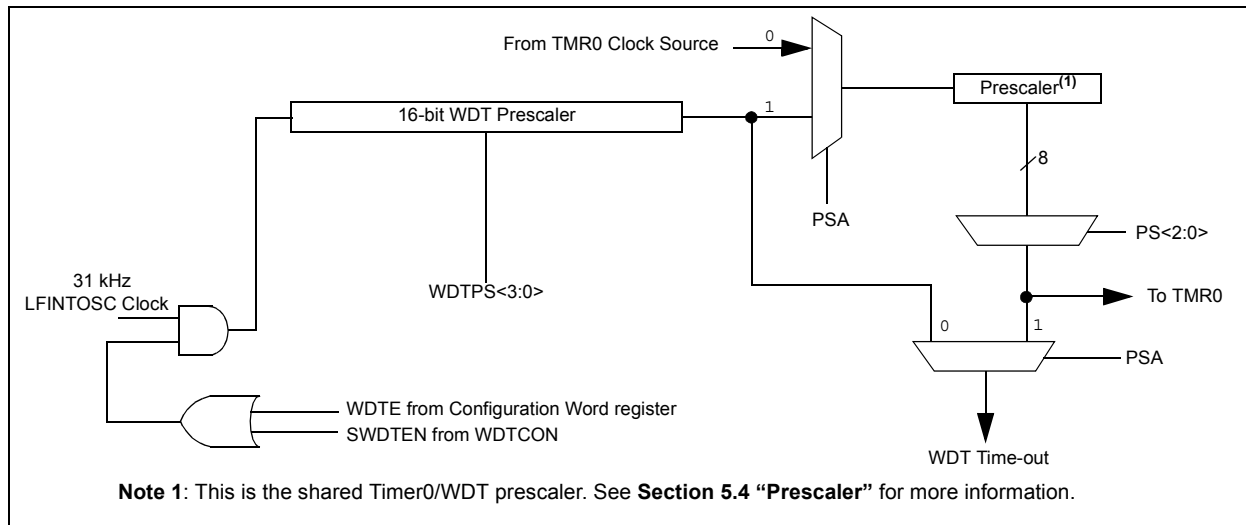 From TMR0 Clock Source
0
Prescaler(1)
16-bit WDT Prescaler
1
8
PSA
PS<2:0>
31 kHz
LFINTOSC Clock
WDTPS<3:0>
To TMR0
0
1
PSA
WDTE from Configuration Word register
SWDTEN from WDTCON
WDT Time-out
Note 1: This is the shared Timer0/WDT prescaler. See Section 5.4 “Prescaler” for more information.